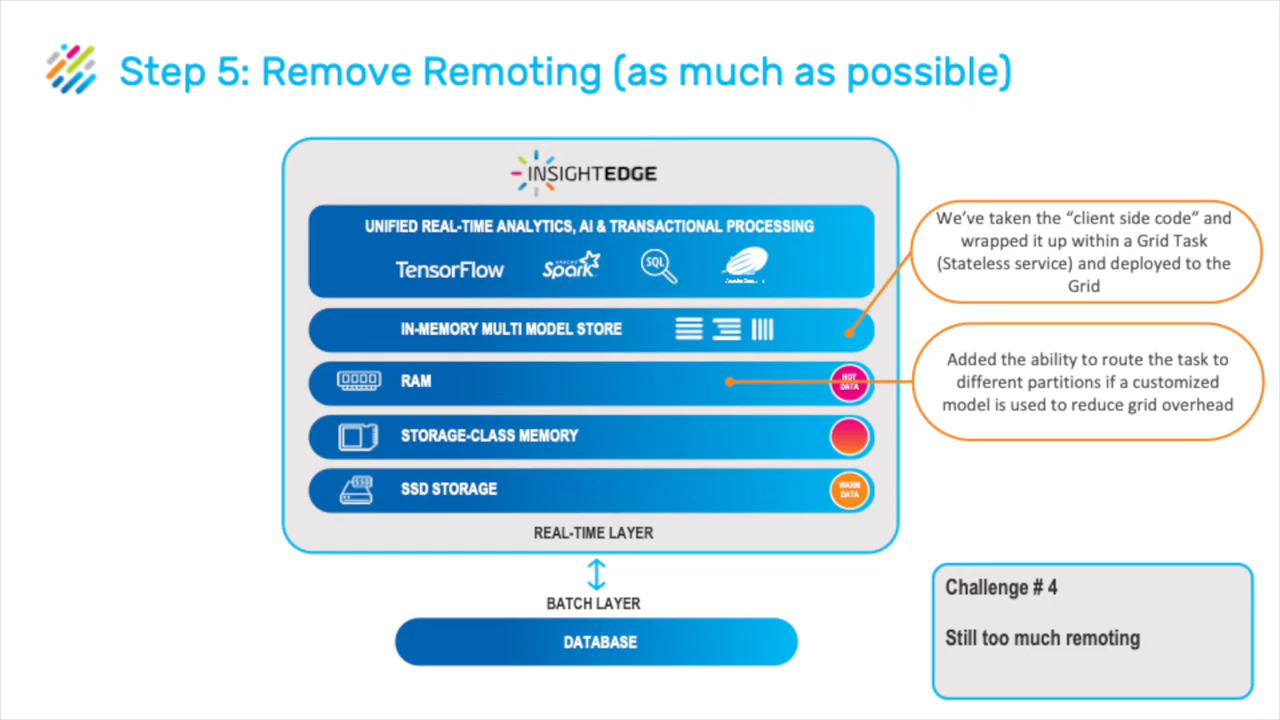 Step 5: Remove Remoting (as much as possible)
INSIGHTEDGE
UNIFIED REAL-TIME ANALYTICS, AI & TRANSACTIONAL PROCESSING
TensorFlow
APACHE
Spark
SQL
IN-MEMORY MULTI MODEL STORE
RAM
HOT
DATA
STORAGE-CLASS MEMORY
SSD
SSD STORAGE
WARM
DATA
REAL-TIME LAYER
BATCH LAYER
DATABASE
We’ve taken the “client side code” and
wrapped it up within a Grid Task
(Stateless service) and deployed to the
Grid
Added the ability to route the task to
different partitions if a customized
model is used to reduce grid overhead
Challenge # 4
Still too much remoting